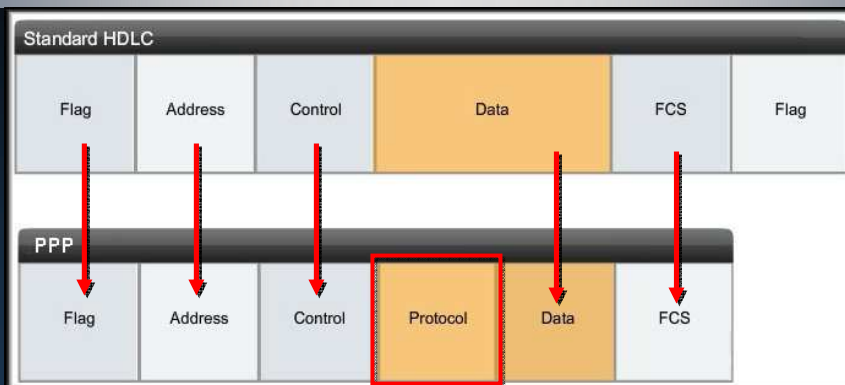 Standard HDLC
Flag Address Control Data FCS Flag
PPP
Flag Address Control Protocol Data FCS